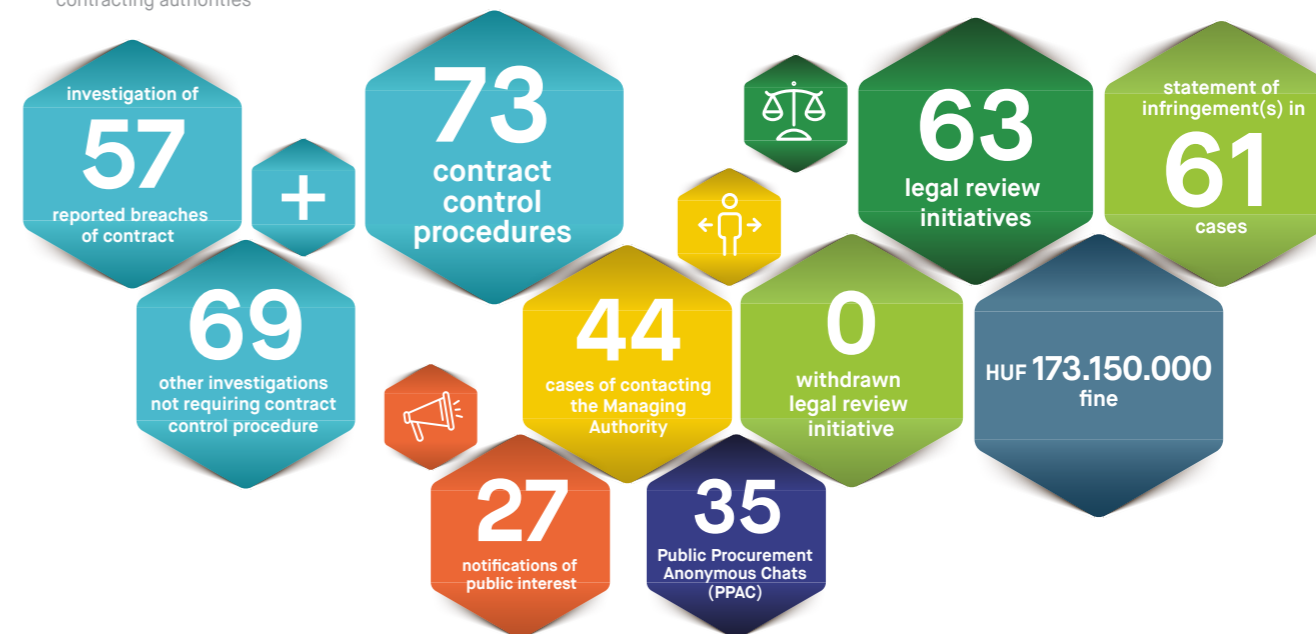 contracting authorities
investigation of
57
reported breaches
of contract
+
73
contract
control
procedures
63
legal review
initiatives
statement of
infringement(s) in
61
cases
69
other investigations
not requiring contract
control procedure
44
cases of contacting
the Managing
Authority
0
withdrawn
legal review
initiative
HUF 173.150.000
fine
27
notifications of
public interest
35
Public Procurement
Anonymous Chats
(PPAC)